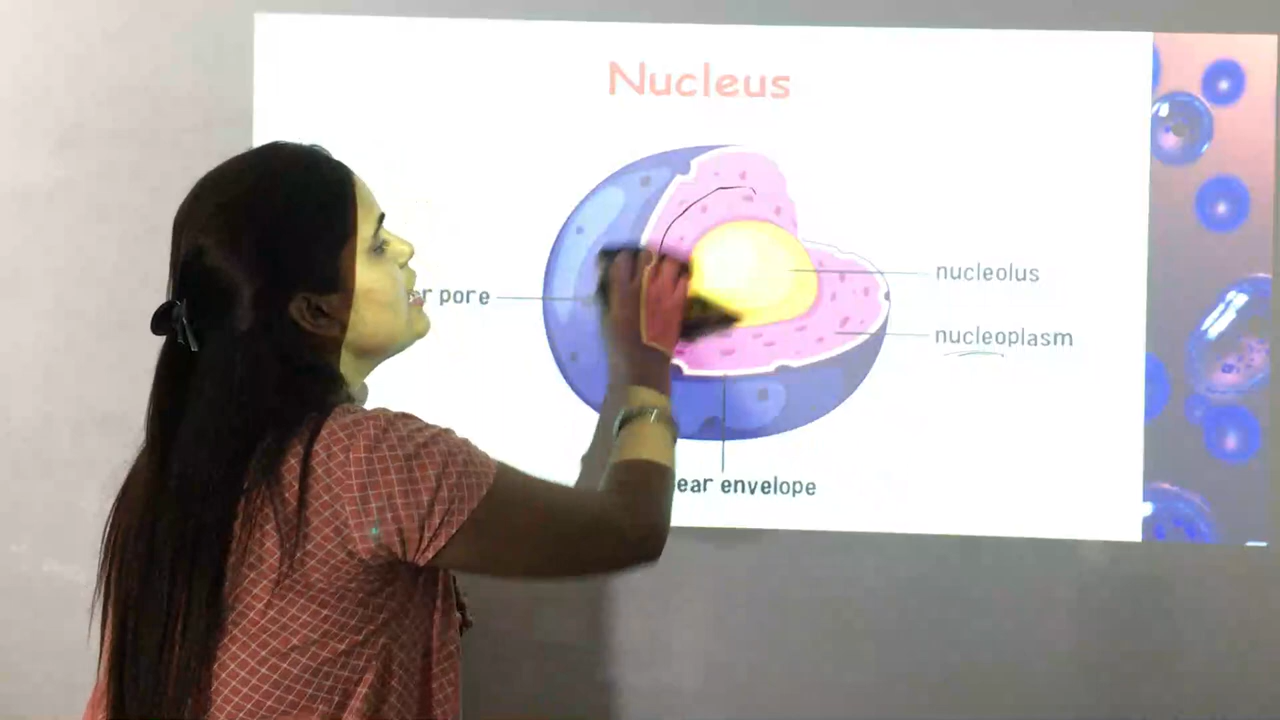 Nucleus
nucleolus
r pore
nucleoplasm
ear envelope